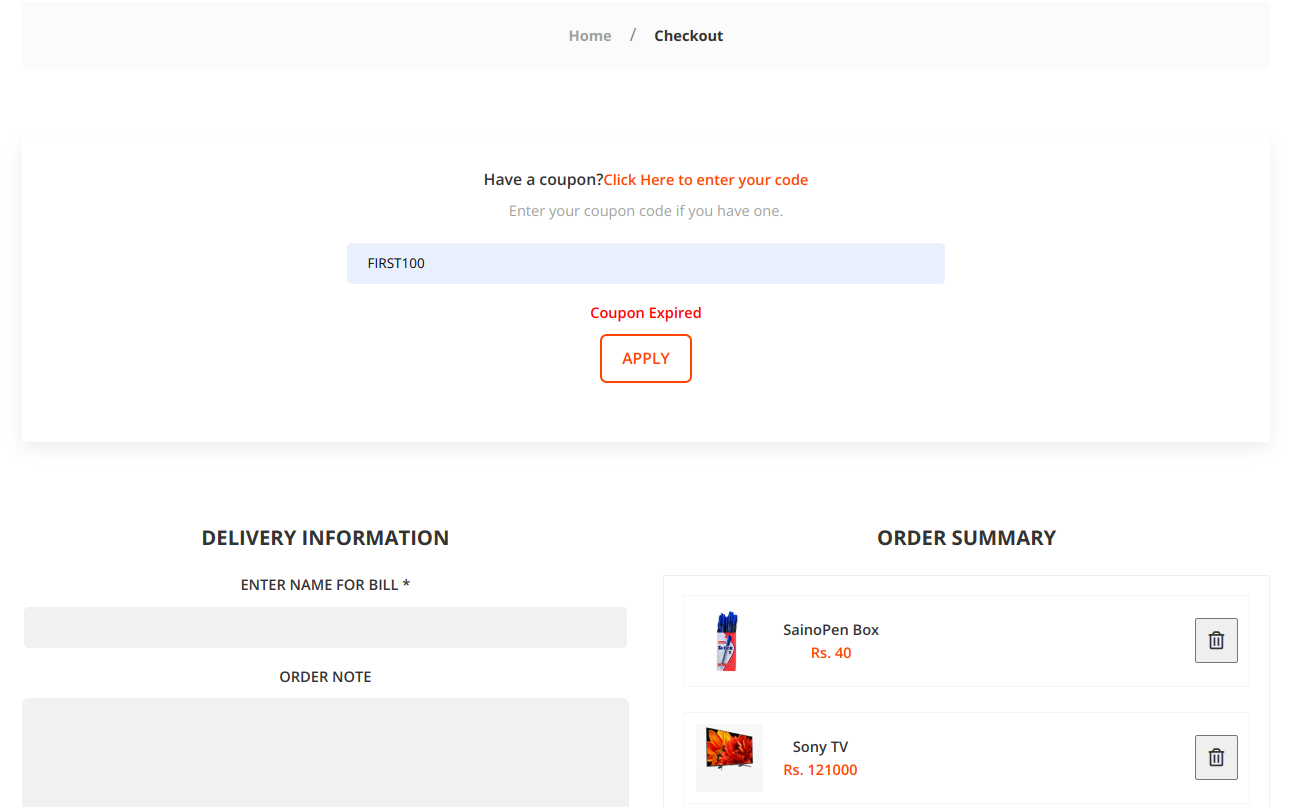 Home / Checkout
Have a coupon?Click Here to enter your code
Enter your coupon code if you have one.
FIRST100
Coupon Expired
APPLY
DELIVERY INFORMATION
ENTER NAME FOR BILL *
ORDER NOTE
ORDER SUMMARY
SainoPen Box
Rs. 40
Sony TV
Rs. 121000